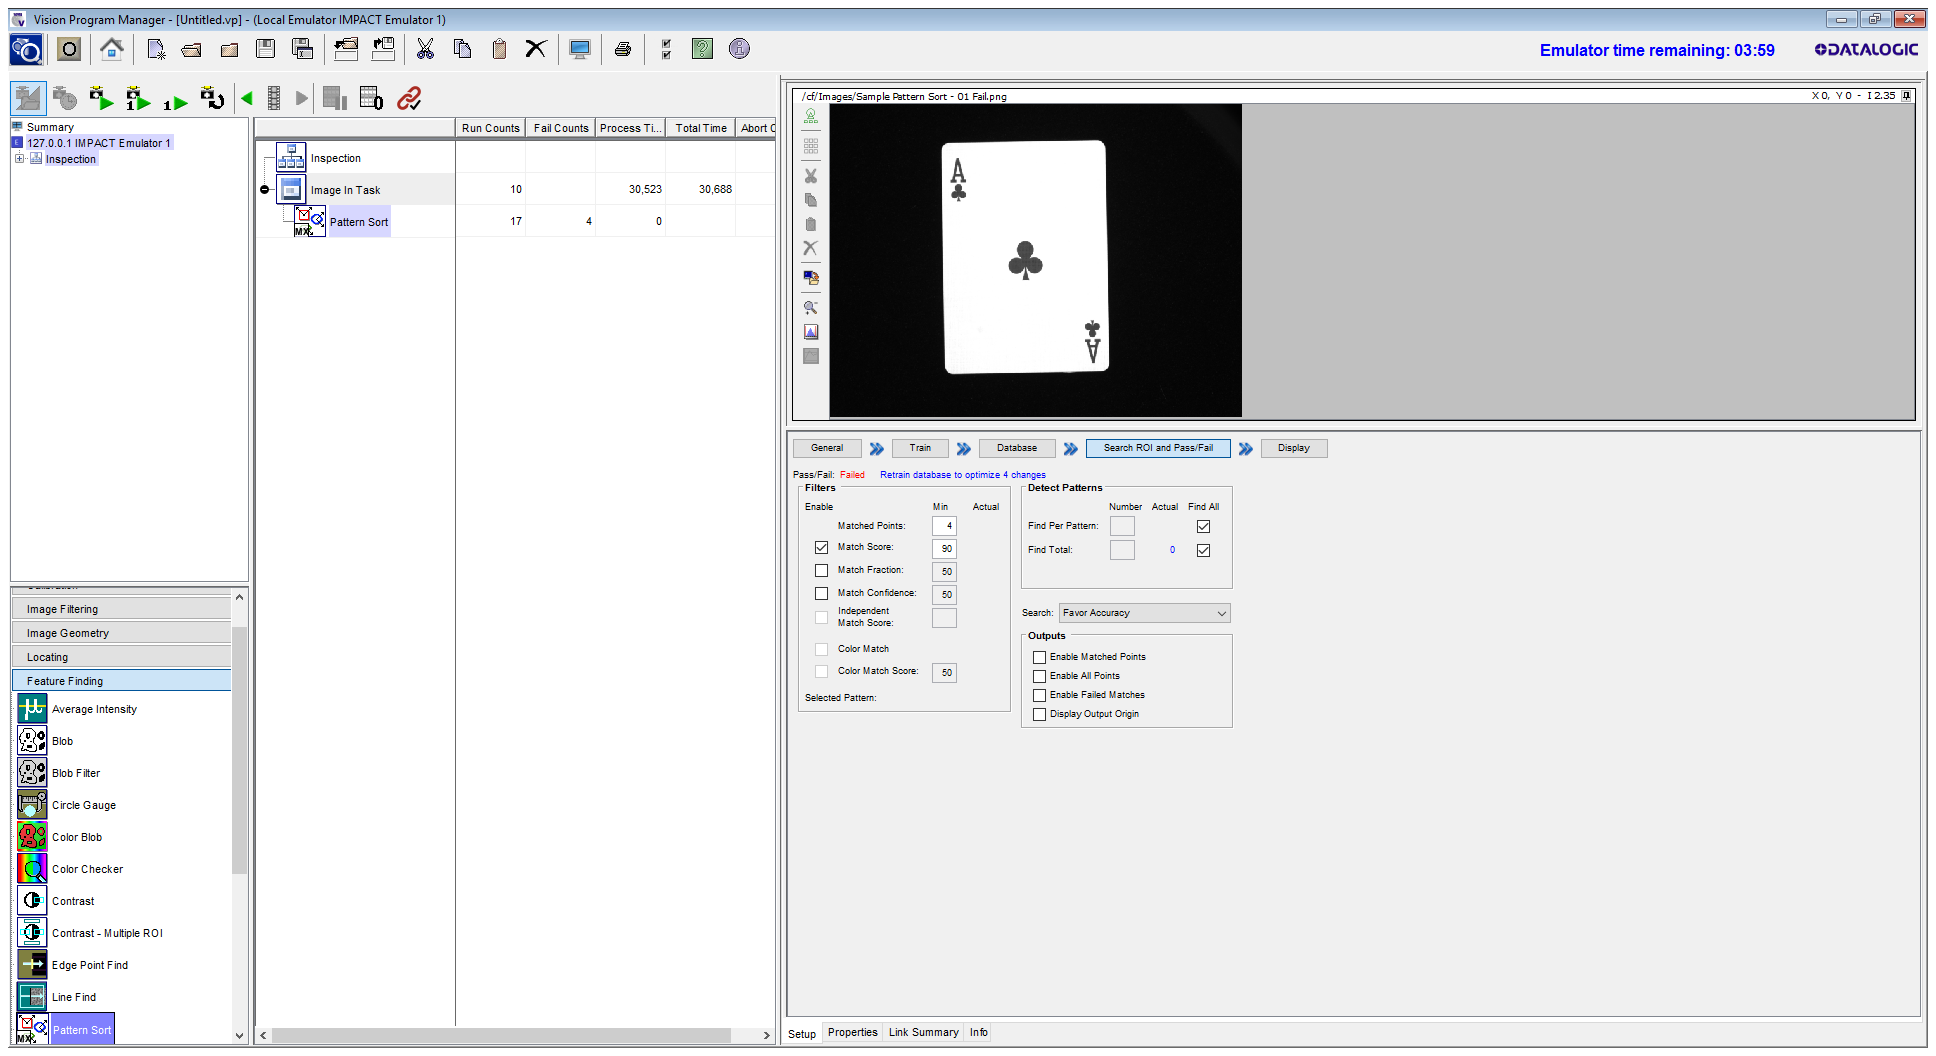 Vision Program Manager - [Untitled.vp] - (Local Emulator IMPACT Emulator 1)
Emulator time remaining: 03:59
DATALOGIC
Summary
127.0.0.1 IMPACT Emulator 1
Inspection
Run Counts Fail Counts Process Ti... Total Time Abort C
Inspection
Image In Task 10 30,523 30,688
Pattern Sort 17 4 0
/cf/Images/Sample Pattern Sort - 01 Fail.png
X 0, Y 0 - I 2.35
A
A
General Train Database Search ROI and Pass/Fail Display
Pass/Fail: Failed Retrain database to optimize 4 changes
Filters
Enable Min Actual
Matched Points: 4
Match Score: 90
Match Fraction: 50
Match Confidence: 50
Independent
Match Score:
Color Match
Color Match Score: 50
Selected Pattern:
Detect Patterns
Number Actual Find All
Find Per Pattern:
Find Total: 0
Search: Favor Accuracy
Outputs
Enable Matched Points
Enable All Points
Enable Failed Matches
Display Output Origin
Image Filtering
Image Geometry
Locating
Feature Finding
Average Intensity
Blob
Blob Filter
Circle Gauge
Color Blob
Color Checker
Contrast
Contrast - Multiple ROI
Edge Point Find
Line Find
Pattern Sort
Setup Properties Link Summary Info